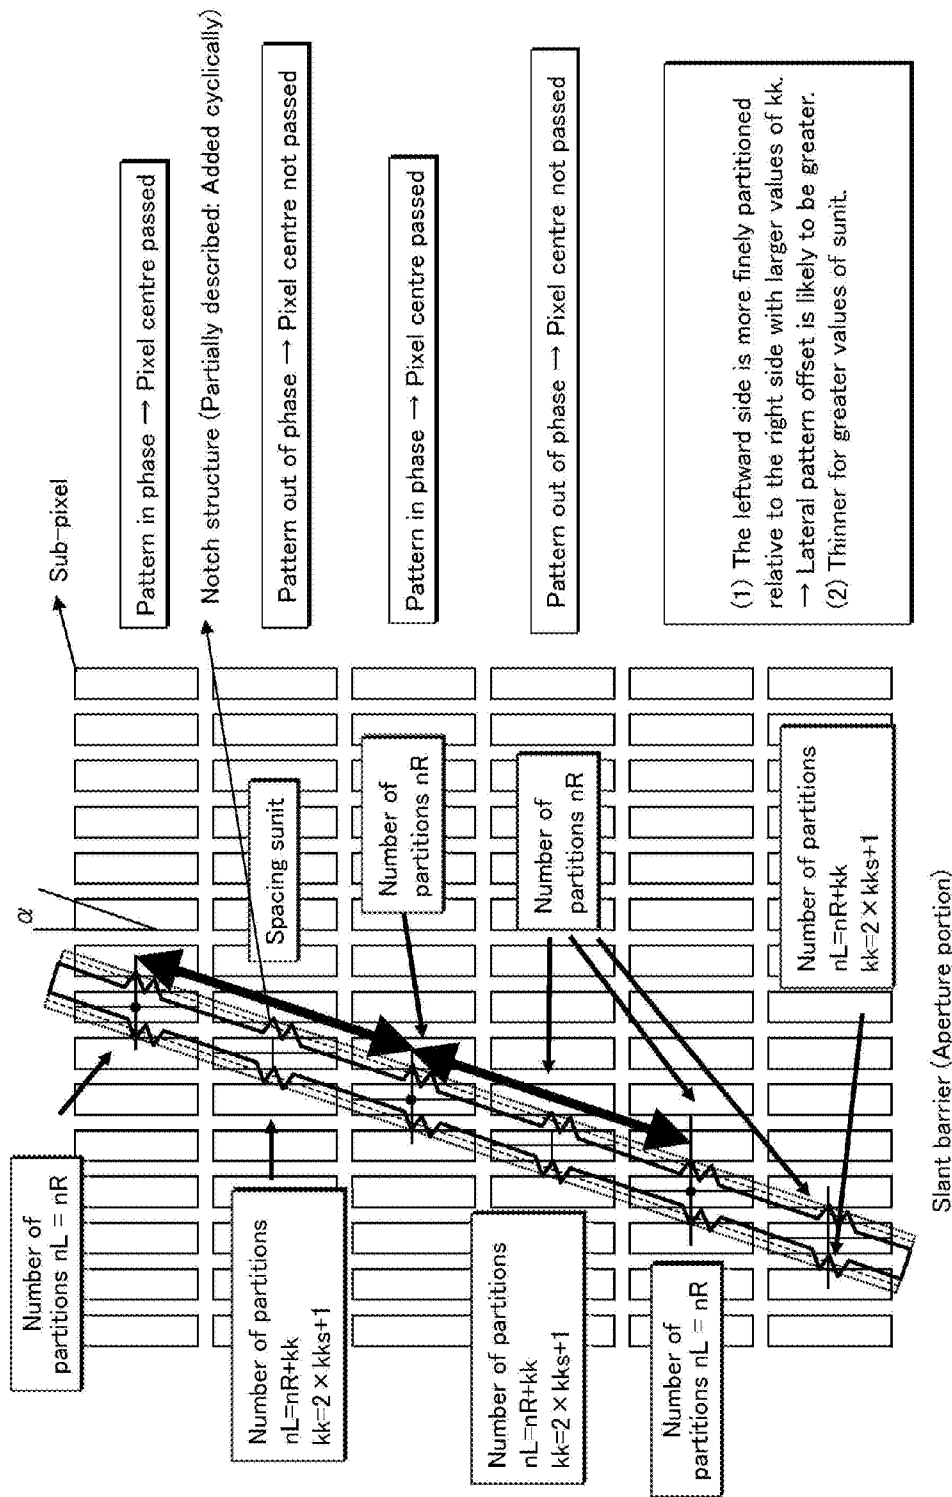 Number of
partitions nL = nR
Number of partitions
nL=nR+kk
kk=2×kks+1
Number of partitions
nL=nR+kk
kk=2×kks+1
Number of
partitions nL = nR
α
Spacing sunit
Number of
partitions nR
Number of
partitions nR
Number of partitions
nL=nR+kk
kk=2×kks+1
Slant barrier (Aperture portion)
Sub-pixel
Pattern in phase → Pixel centre passed
Notch structure (Partially described: Added cyclically)
Pattern out of phase → Pixel centre not passed
Pattern in phase → Pixel centre passed
Pattern out of phase → Pixel centre not passed
(1) The leftward side is more finely partitioned
relative to the right side with larger values of kk.
→ Lateral pattern offset is likely to be greater.
(2) Thinner for greater values of sunit.